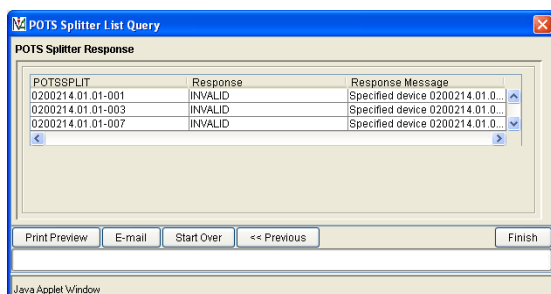 POTS Splitter List Query
POTS Splitter Response
POTSSPLIT Response Response Message
0200214.01.01-001 INVALID Specified device 0200214.01.0...
0200214.01.01-003 INVALID Specified device 0200214.01.0...
0200214.01.01-007 INVALID Specified device 0200214.01.0...
Print Preview E-mail Start Over << Previous Finish
Java Applet Window